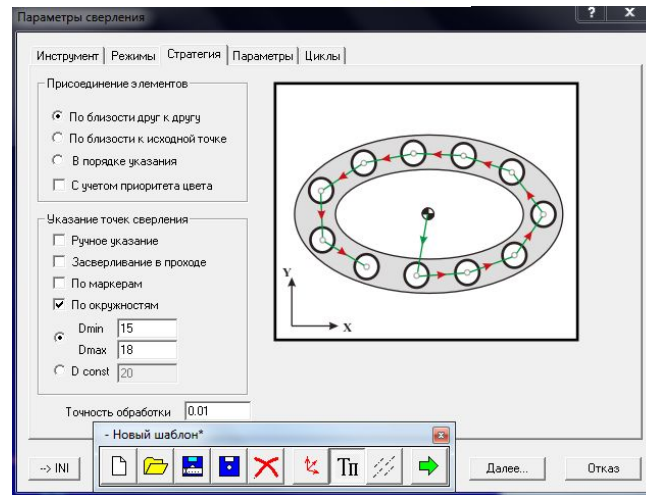 Параметры сверления
? X
Инструмент Режимы Стратегия Параметры Циклы
Присоединение элементов
По близости друг к другу
По близости к исходной точке
В порядке указания
С учетом приоритета цвета
Указание точек сверления
Ручное указание
Засверливание в проходе
По маркерам
По окружностям
Dmin 15
Dmax 18
D const 20
Точность обработки 0.01
Y
X
- Новый шаблон*
Тп
--> INI
Далее...
Отказ